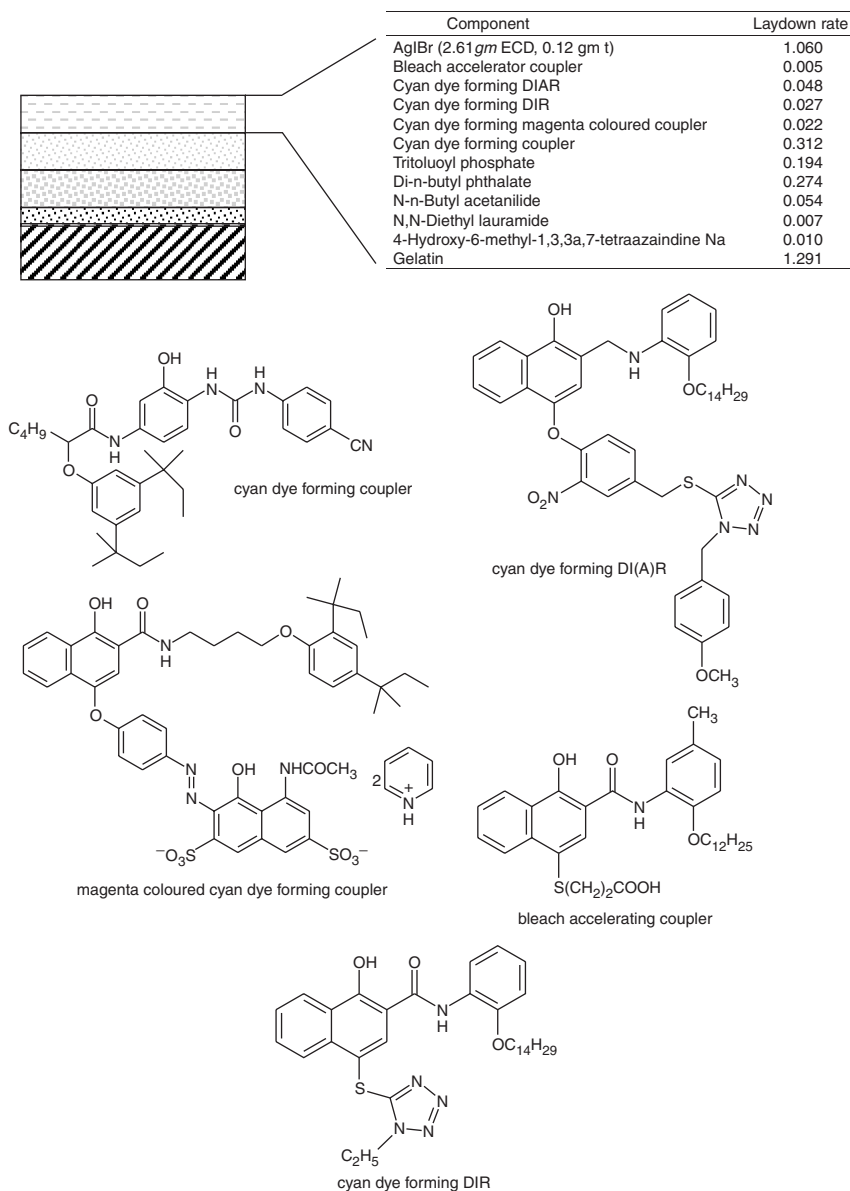 Component Laydown rate
AgIBr (2.61gm ECD, 0.12 gm t) 1.060
Bleach accelerator coupler 0.005
Cyan dye forming DIAR 0.048
Cyan dye forming DIR 0.027
Cyan dye forming magenta coloured coupler 0.022
Cyan dye forming coupler 0.312
Tritoluoyl phosphate 0.194
Di-n-butyl phthalate 0.274
N-n-Butyl acetanilide 0.054
N,N-Diethyl lauramide 0.007
4-Hydroxy-6-methyl-1,3,3a,7-tetraazaindine Na 0.010
Gelatin 1.291
OH
H
N
H
N
O
C4H9
N
H
O
O
CN
cyan dye forming coupler
OH
N
H
OC14H29
O
O2N
S
N
N
N
N
OCH3
cyan dye forming DI(A)R
OH
O
N
H
O
O
N
N
OH
NHCOCH3
−O3S
SO3−
2
+
N
H
magenta coloured cyan dye forming coupler
CH3
OH
O
N
H
OC12H25
S(CH2)2COOH
bleach accelerating coupler
OH
O
N
H
OC14H29
S
N
N
N
N
C2H5
cyan dye forming DIR